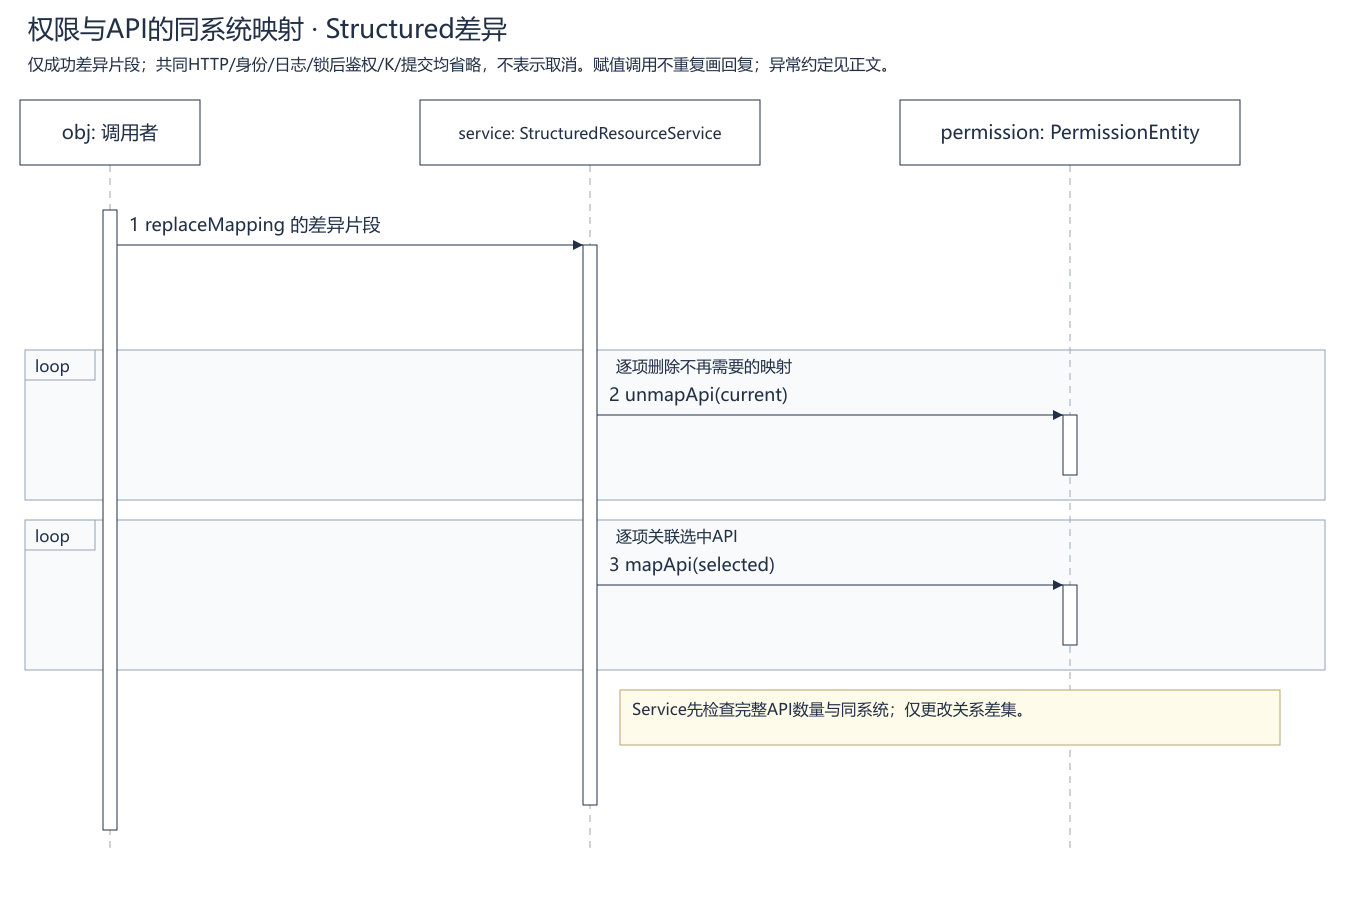 权限与API的同系统映射 · Structured差异
仅成功差异片段；共同HTTP/身份/日志/锁后鉴权/K/提交均省略，不表示取消。赋值调用不重复画回复；异常约定见正文。
obj: 调用者
service: StructuredResourceService
permission: PermissionEntity
1 replaceMapping 的差异片段
loop
逐项删除不再需要的映射
2 unmapApi(current)
loop
逐项关联选中API
3 mapApi(selected)
Service先检查完整API数量与同系统；仅更改关系差集。